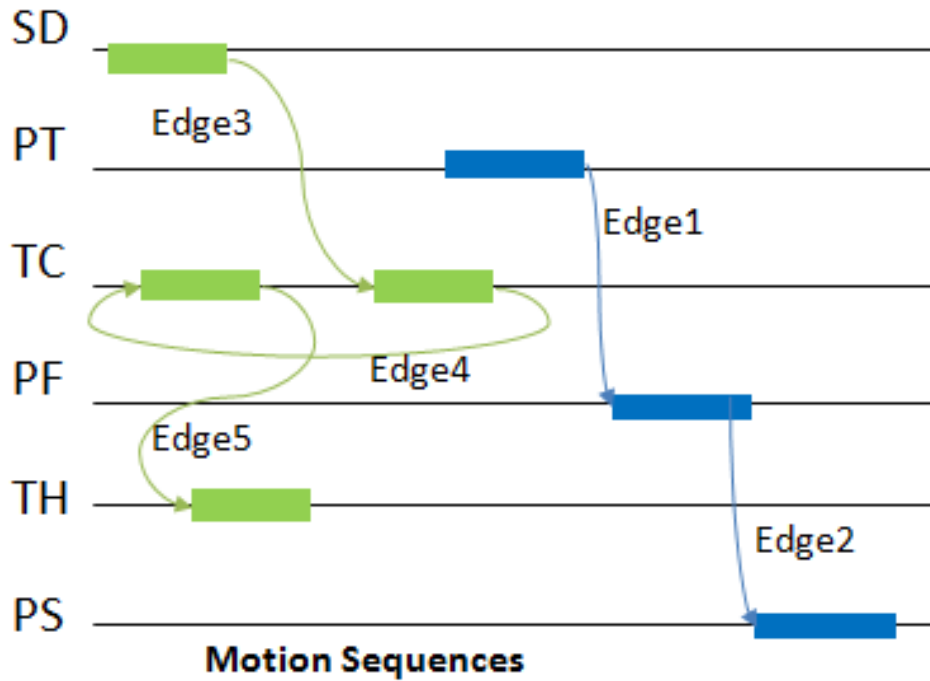 SD
Edge3
PT
Edge1
TC
Edge4
PF
Edge5
TH
Edge2
PS
Motion Sequences